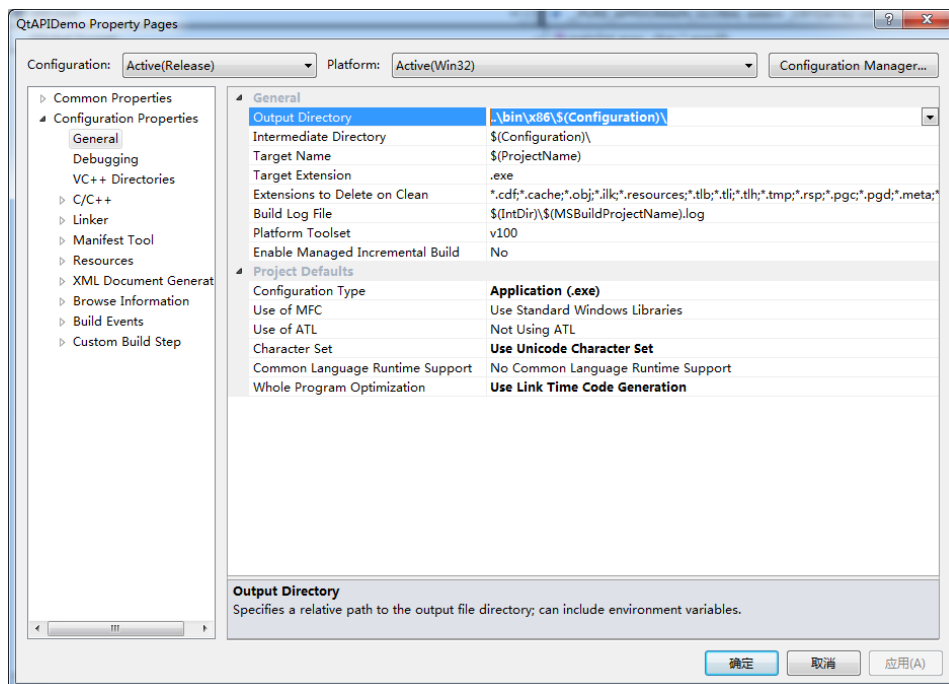 QtAPIDemo Property Pages
Configuration: Active(Release) Platform: Active(Win32) Configuration Manager...
Common Properties
Configuration Properties
General
Debugging
VC++ Directories
C/C++
Linker
Manifest Tool
Resources
XML Document Generat
Browse Information
Build Events
Custom Build Step
General
Output Directory ..\bin\x86\$(Configuration)\
Intermediate Directory $(Configuration)\
Target Name $(ProjectName)
Target Extension .exe
Extensions to Delete on Clean *.cdf;*.cache;*.obj;*.ilk;*.resources;*.tlb;*.tli;*.tlh;*.tmp;*.rsp;*.pgc;*.pgd;*.meta;*
Build Log File $(IntDir)\$(MSBuildProjectName).log
Platform Toolset v100
Enable Managed Incremental Build No
Project Defaults
Configuration Type Application (.exe)
Use of MFC Use Standard Windows Libraries
Use of ATL Not Using ATL
Character Set Use Unicode Character Set
Common Language Runtime Support No Common Language Runtime Support
Whole Program Optimization Use Link Time Code Generation
Output Directory
Specifies a relative path to the output file directory; can include environment variables.
确定 取消 应用(A)